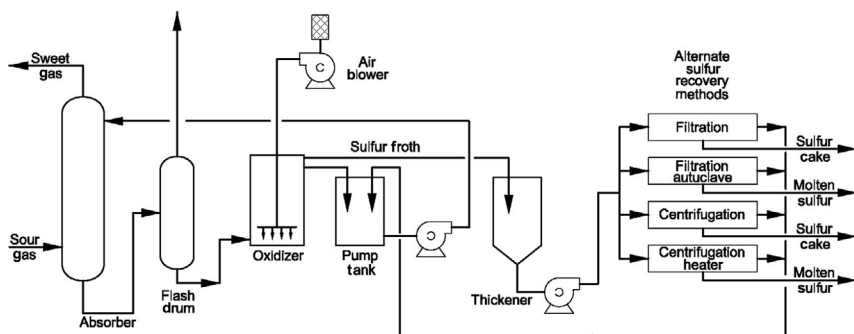 Sweet
gas
Air
blower
Alternate
sulfur
recovery
methods
Sulfur froth
Filtration
Sulfur
cake
Filtration
autoclave
Molten
sulfur
Centrifugation
Sulfur
cake
Centrifugation
heater
Molten
sulfur
Sour
gas
Absorber
Flash
drum
Oxidizer
Pump
tank
Thickener